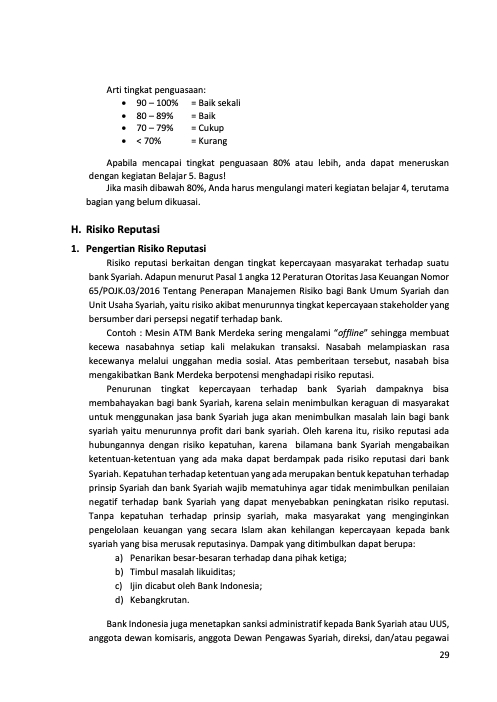 Arti tingkat penguasaan:
• 90 – 100% = Baik sekali
• 80 – 89% = Baik
• 70 – 79% = Cukup
• < 70% = Kurang
Apabila mencapai tingkat penguasaan 80% atau lebih, anda dapat meneruskan
dengan kegiatan Belajar 5. Bagus!
Jika masih dibawah 80%, Anda harus mengulangi materi kegiatan belajar 4, terutama
bagian yang belum dikuasai.
H. Risiko Reputasi
1. Pengertian Risiko Reputasi
Risiko reputasi berkaitan dengan tingkat kepercayaan masyarakat terhadap suatu
bank Syariah. Adapun menurut Pasal 1 angka 12 Peraturan Otoritas Jasa Keuangan Nomor
65/POJK.03/2016 Tentang Penerapan Manajemen Risiko bagi Bank Umum Syariah dan
Unit Usaha Syariah, yaitu risiko akibat menurunnya tingkat kepercayaan stakeholder yang
bersumber dari persepsi negatif terhadap bank.
Contoh : Mesin ATM Bank Merdeka sering mengalami “offline” sehingga membuat
kecewa nasabahnya setiap kali melakukan transaksi. Nasabah melampiaskan rasa
kecewanya melalui unggahan media sosial. Atas pemberitaan tersebut, nasabah bisa
mengakibatkan Bank Merdeka berpotensi menghadapi risiko reputasi.
Penurunan tingkat kepercayaan terhadap bank Syariah dampaknya bisa
membahayakan bagi bank Syariah, karena selain menimbulkan keraguan di masyarakat
untuk menggunakan jasa bank Syariah juga akan menimbulkan masalah lain bagi bank
syariah yaitu menurunnya profit dari bank syariah. Oleh karena itu, risiko reputasi ada
hubungannya dengan risiko kepatuhan, karena bilamana bank Syariah mengabaikan
ketentuan-ketentuan yang ada maka dapat berdampak pada risiko reputasi dari bank
Syariah. Kepatuhan terhadap ketentuan yang ada merupakan bentuk kepatuhan terhadap
prinsip Syariah dan bank Syariah wajib mematuhinya agar tidak menimbulkan penilaian
negatif terhadap bank Syariah yang dapat menyebabkan peningkatan risiko reputasi.
Tanpa kepatuhan terhadap prinsip syariah, maka masyarakat yang menginginkan
pengelolaan keuangan yang secara Islam akan kehilangan kepercayaan kepada bank
syariah yang bisa merusak reputasinya. Dampak yang ditimbulkan dapat berupa:
a) Penarikan besar-besaran terhadap dana pihak ketiga;
b) Timbul masalah likuiditas;
c) Ijin dicabut oleh Bank Indonesia;
d) Kebangkrutan.
Bank Indonesia juga menetapkan sanksi administratif kepada Bank Syariah atau UUS,
anggota dewan komisaris, anggota Dewan Pengawas Syariah, direksi, dan/atau pegawai
29